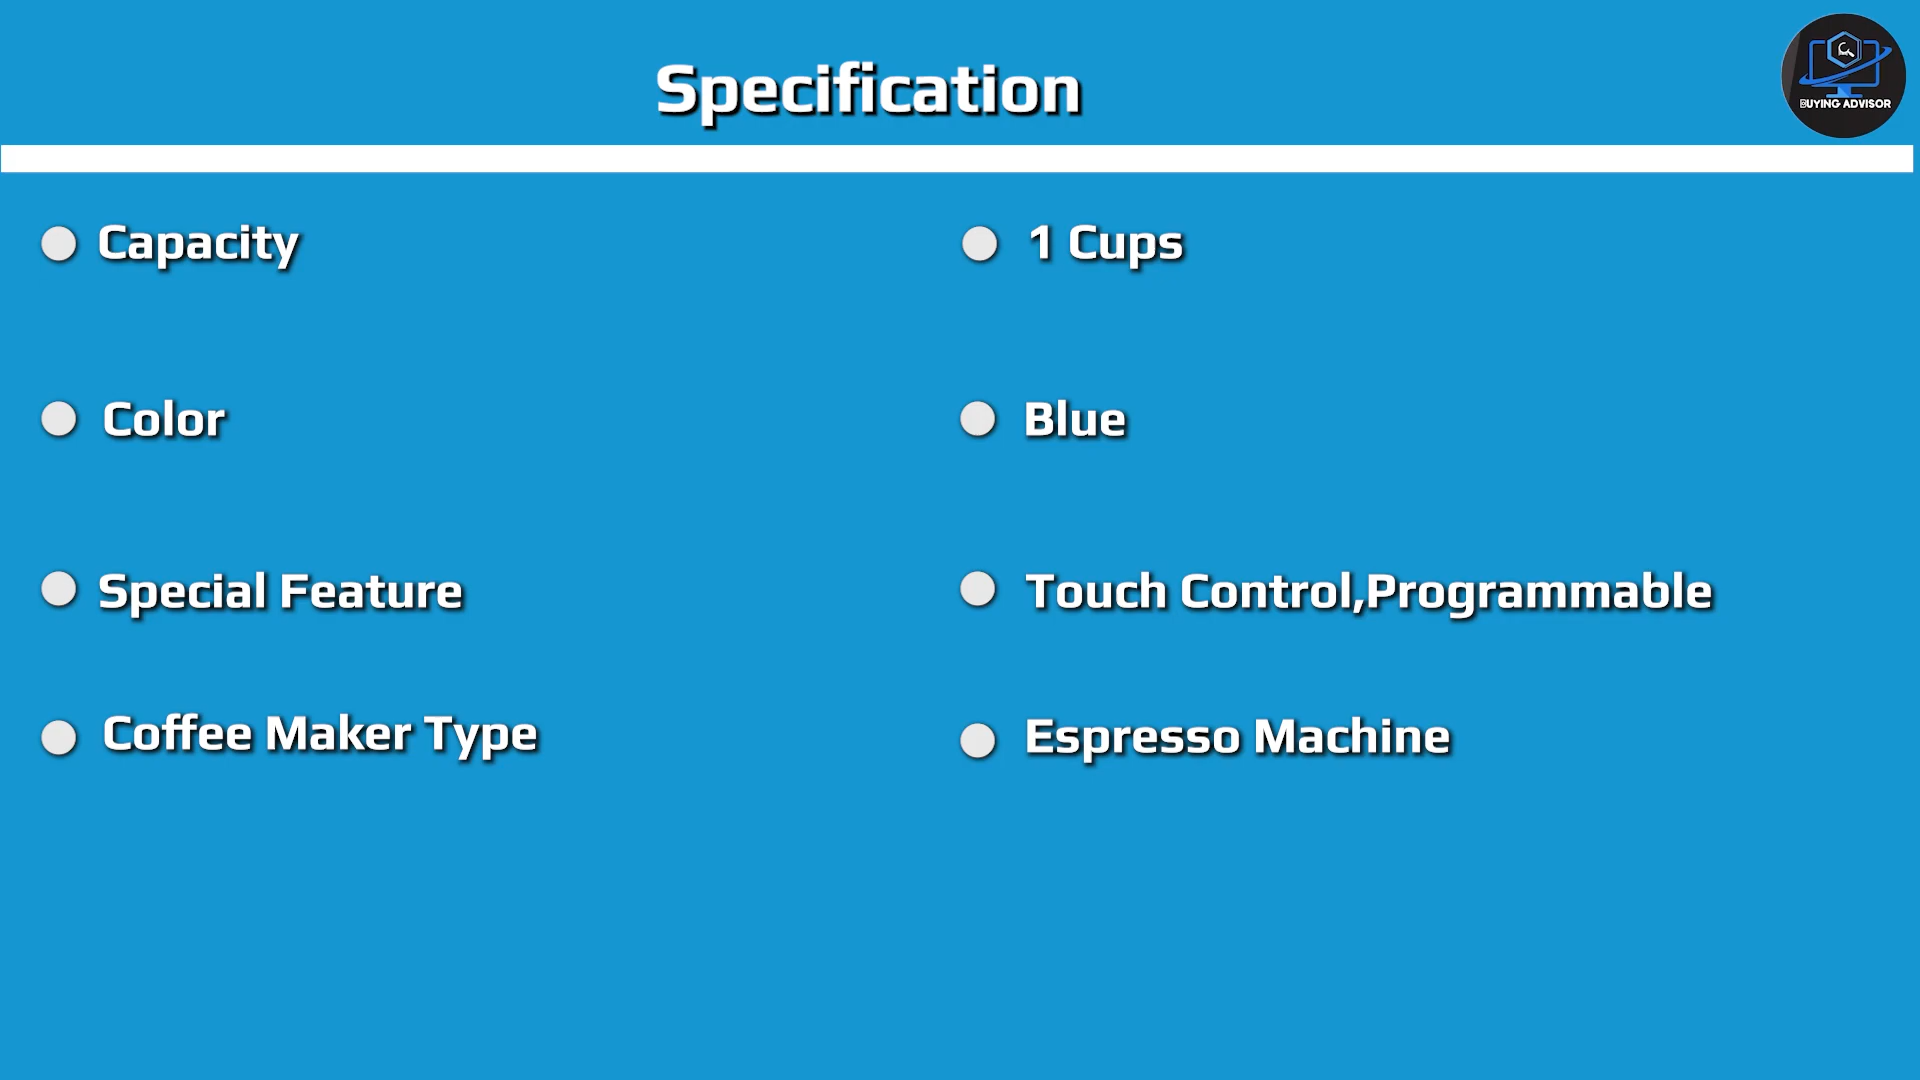 Specification
BUYING ADVISOR
Capacity
1 Cups
Color
Blue
Special Feature
Touch Control,Programmable
Coffee Maker Type
Espresso Machine